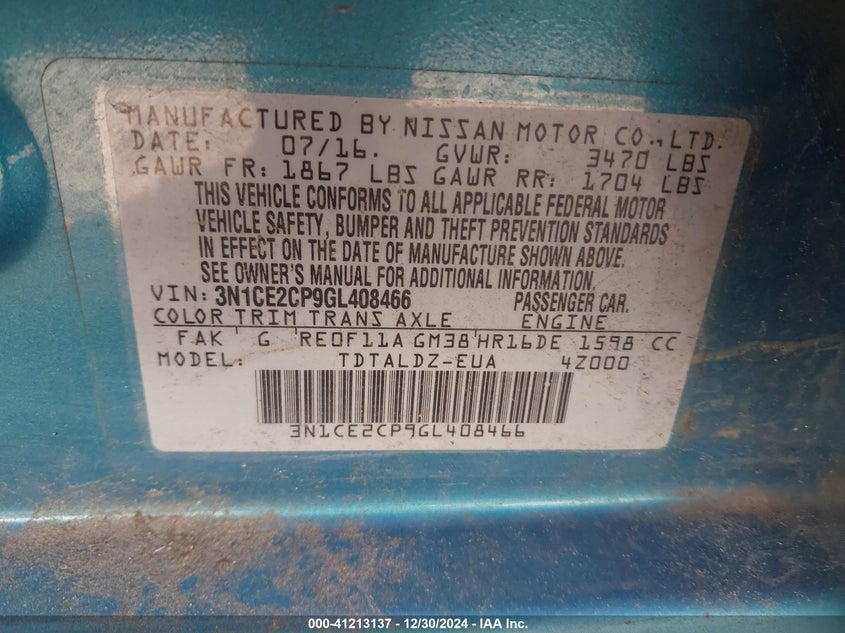 MANUFACTURED BY NISSAN MOTOR CO., LTD.
DATE: 07/16. GVWR: 3470 LBS
GAWR FR: 1867 LBS GAWR RR: 1704 LBS
THIS VEHICLE CONFORMS TO ALL APPLICABLE FEDERAL MOTOR
VEHICLE SAFETY, BUMPER AND THEFT PREVENTION STANDARDS
IN EFFECT ON THE DATE OF MANUFACTURE SHOWN ABOVE.
SEE OWNER'S MANUAL FOR ADDITIONAL INFORMATION.
VIN: 3N1CE2CP9GL408466 PASSENGER CAR.
COLOR TRIM TRANS AXLE ENGINE
FAK G RE0F11A GM38 HR16DE 1598 CC
MODEL: TDTALDZ-EUA 4Z000
3N1CE2CP9GL408466
000-41213137 - 12/30/2024 - IAA Inc.